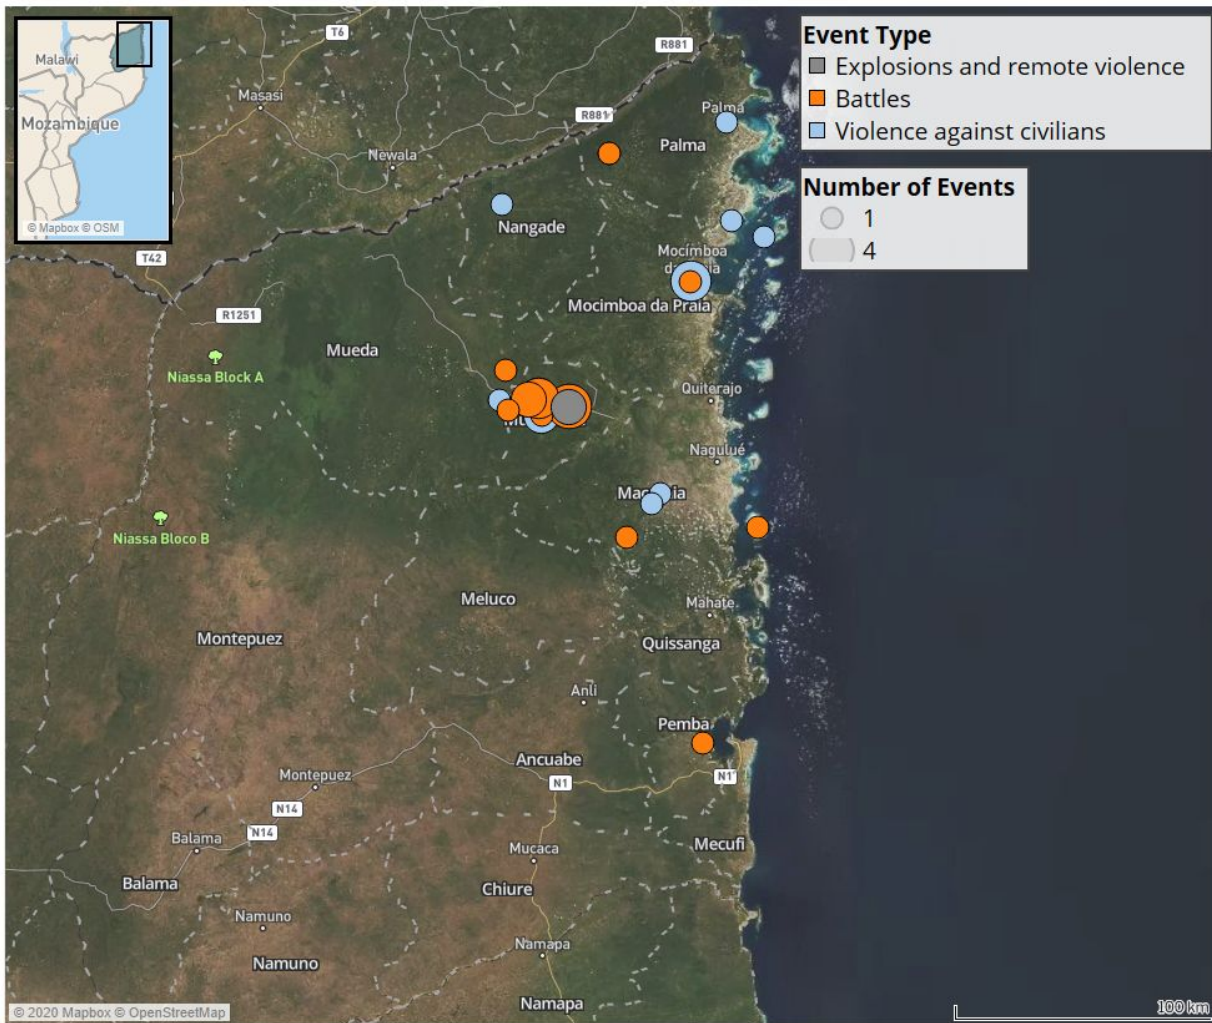 Malawi
Mozambique
© Mapbox © OSM
T6
R881
Masasi
R881
Newala
Palma
Palma
T42
Nangade
Mocímboa
Mocimboa da Praia
R1251
Mueda
Niassa Block A
Quiterajo
Nagulué
Niassa Bloco B
Meluco
Mahate
Montepuez
Quissanga
Anli
Pemba
Ancuabe
Montepuez
N1
N1
N14
N14
Balama
Mucaca
Mecufi
Balama
Chiure
Namuno
Namapa
Namuno
Namapa
Event Type
Explosions and remote violence
Battles
Violence against civilians
Number of Events
1
4
© 2020 Mapbox © OpenStreetMap
100 km